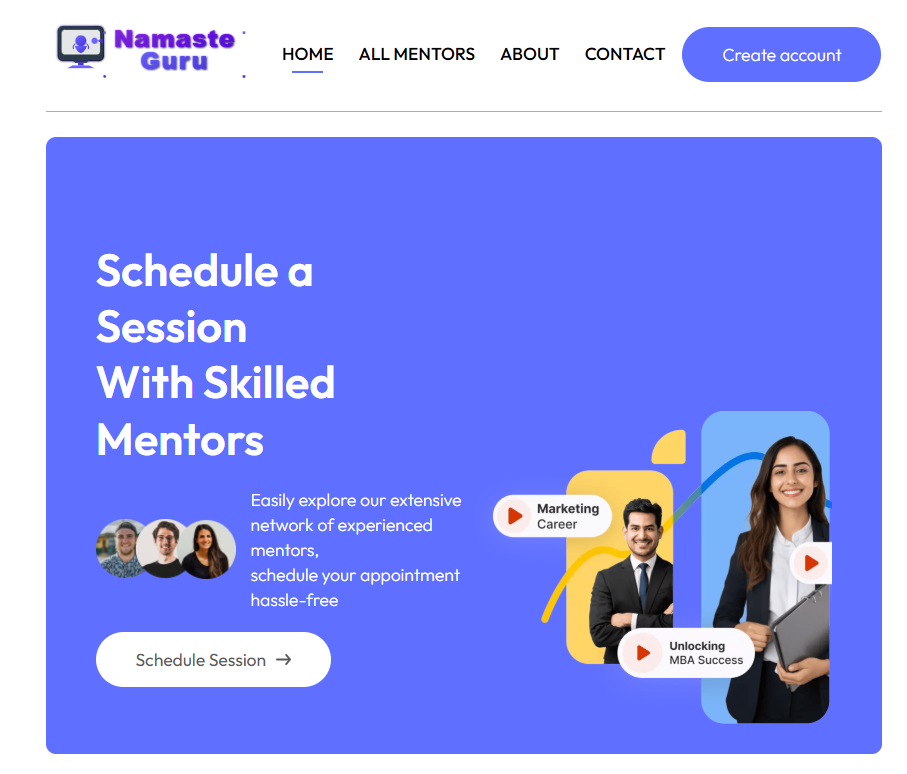 Namaste
Guru
HOME
ALL MENTORS
ABOUT
CONTACT
Create account
Schedule a
Session
With Skilled
Mentors
Easily explore our extensive
network of experienced
mentors,
schedule your appointment
hassle-free
Schedule Session →
Marketing
Career
Unlocking
MBA Success